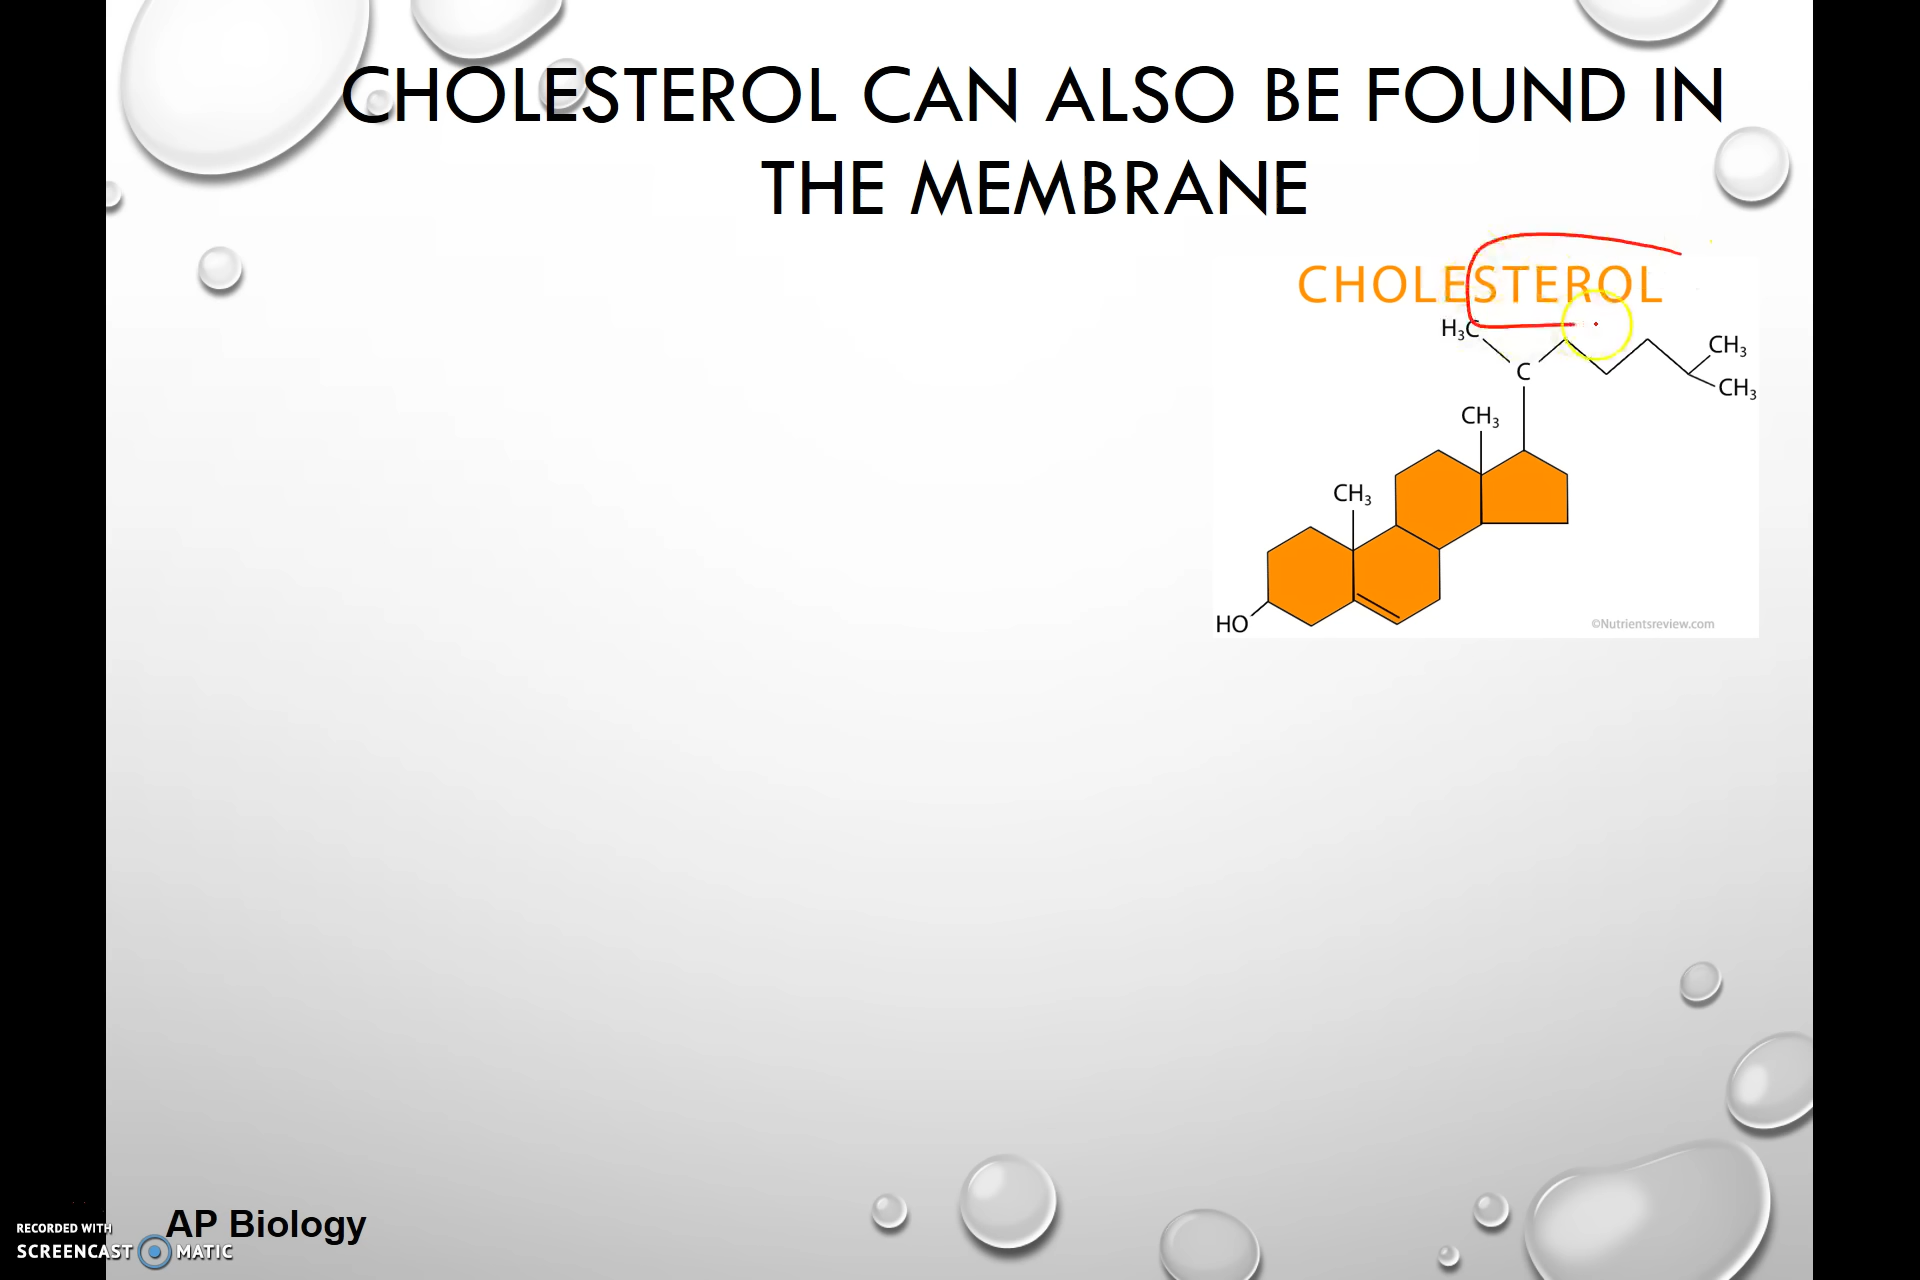 CHOLESTEROL CAN ALSO BE FOUND IN
THE MEMBRANE
CHOLESTEROL
H₃C
CH₃
C
CH₃
CH₃
CH₃
HO
©Nutrientsreview.com
AP Biology
RECORDED WITH
SCREENCAST MATIC